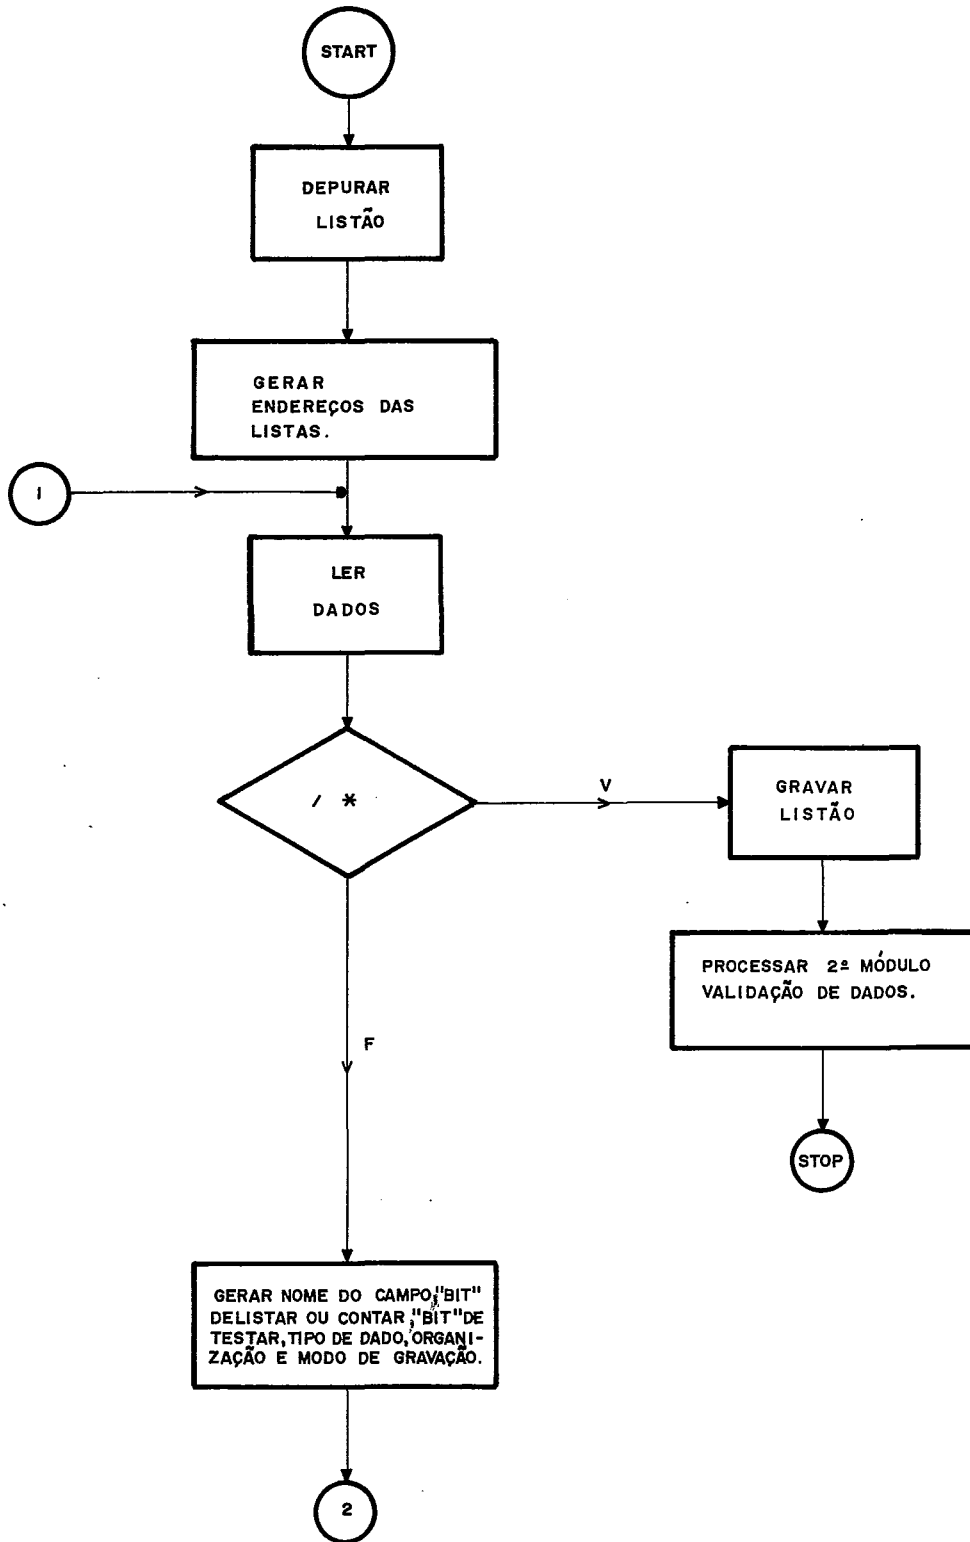 START
DEPURAR
LISTÃO
GERAR
ENDEREÇOS DAS
LISTAS.
1
LER
DADOS
/ *
V
GRAVAR
LISTÃO
PROCESSAR 2º MÓDULO
VALIDAÇÃO DE DADOS.
F
STOP
GERAR NOME DO CAMPO,"BIT"
DELISTAR OU CONTAR,"BIT"DE
TESTAR,TIPO DE DADO,ORGANI-
ZAÇÃO E MODO DE GRAVAÇÃO.
2